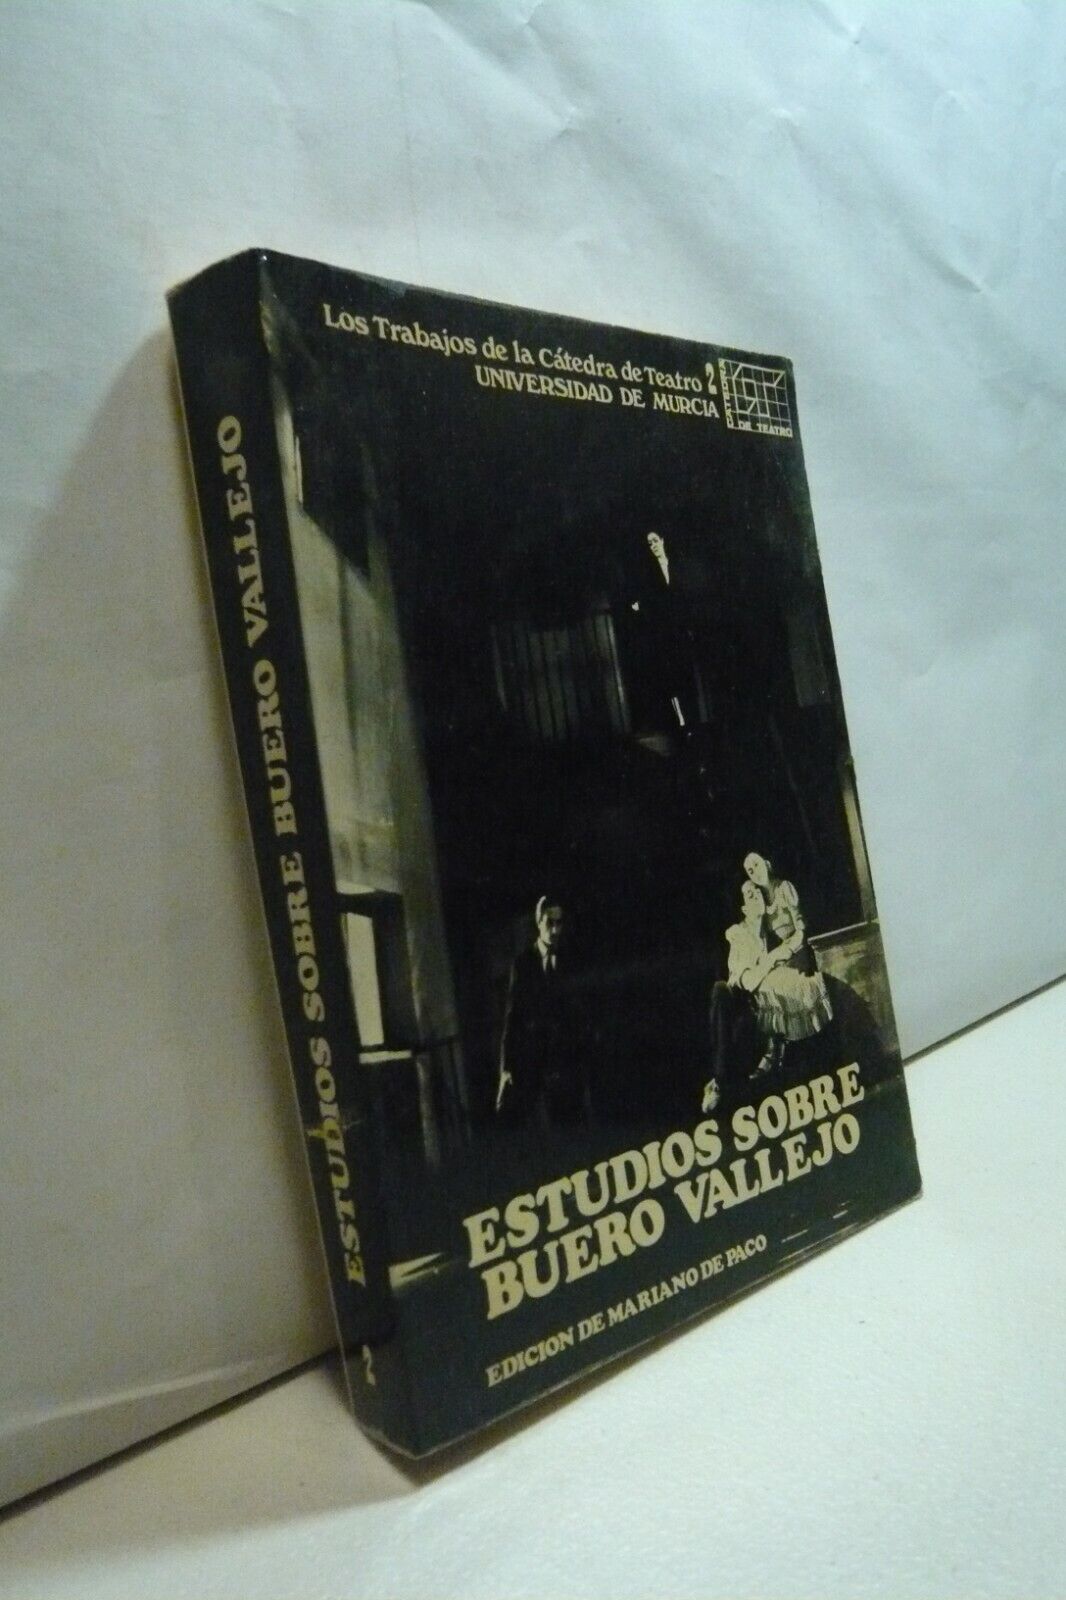 Los Trabajos de la Cátedra de Teatro 2
UNIVERSIDAD DE MURCIA
CATEDRA
DE TEATRO
ESTUDIOS SOBRE
BUERO VALLEJO
EDICION DE MARIANO DE PACO
ESTUDIOS SOBRE BUERO VALLEJO
2